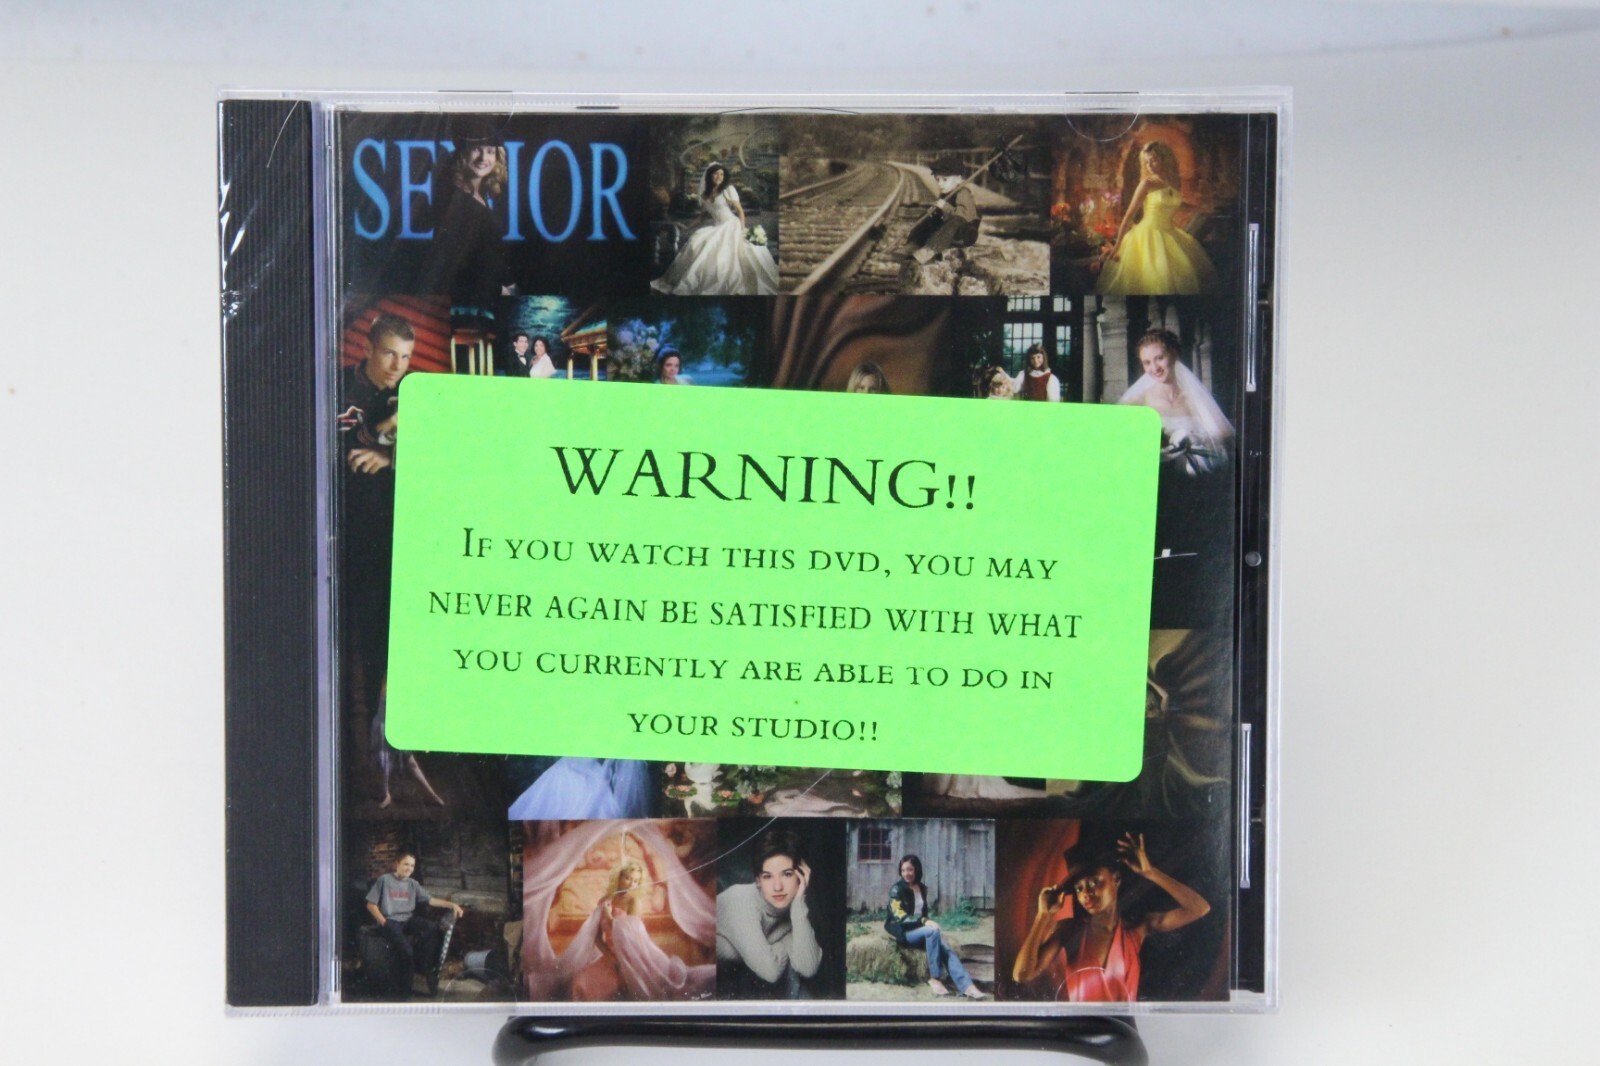 SENIOR
WARNING!!
IF YOU WATCH THIS DVD, YOU MAY
NEVER AGAIN BE SATISFIED WITH WHAT
YOU CURRENTLY ARE ABLE TO DO IN
YOUR STUDIO!!